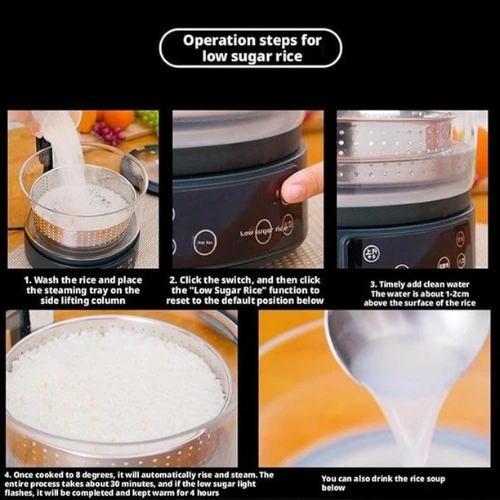 Operation steps for
low sugar rice
Low sugar rice
1. Wash the rice and place
the steaming tray on the
side lifting column
2. Click the switch, and then click
the "Low Sugar Rice" function to
reset to the default position below
3. Timely add clean water
The water is about 1-2cm
above the surface of the rice
4. Once cooked to 8 degrees, it will automatically rise and steam. The
entire process takes about 30 minutes, and if the low sugar light
flashes, it will be completed and kept warm for 4 hours
You can also drink the rice soup
below